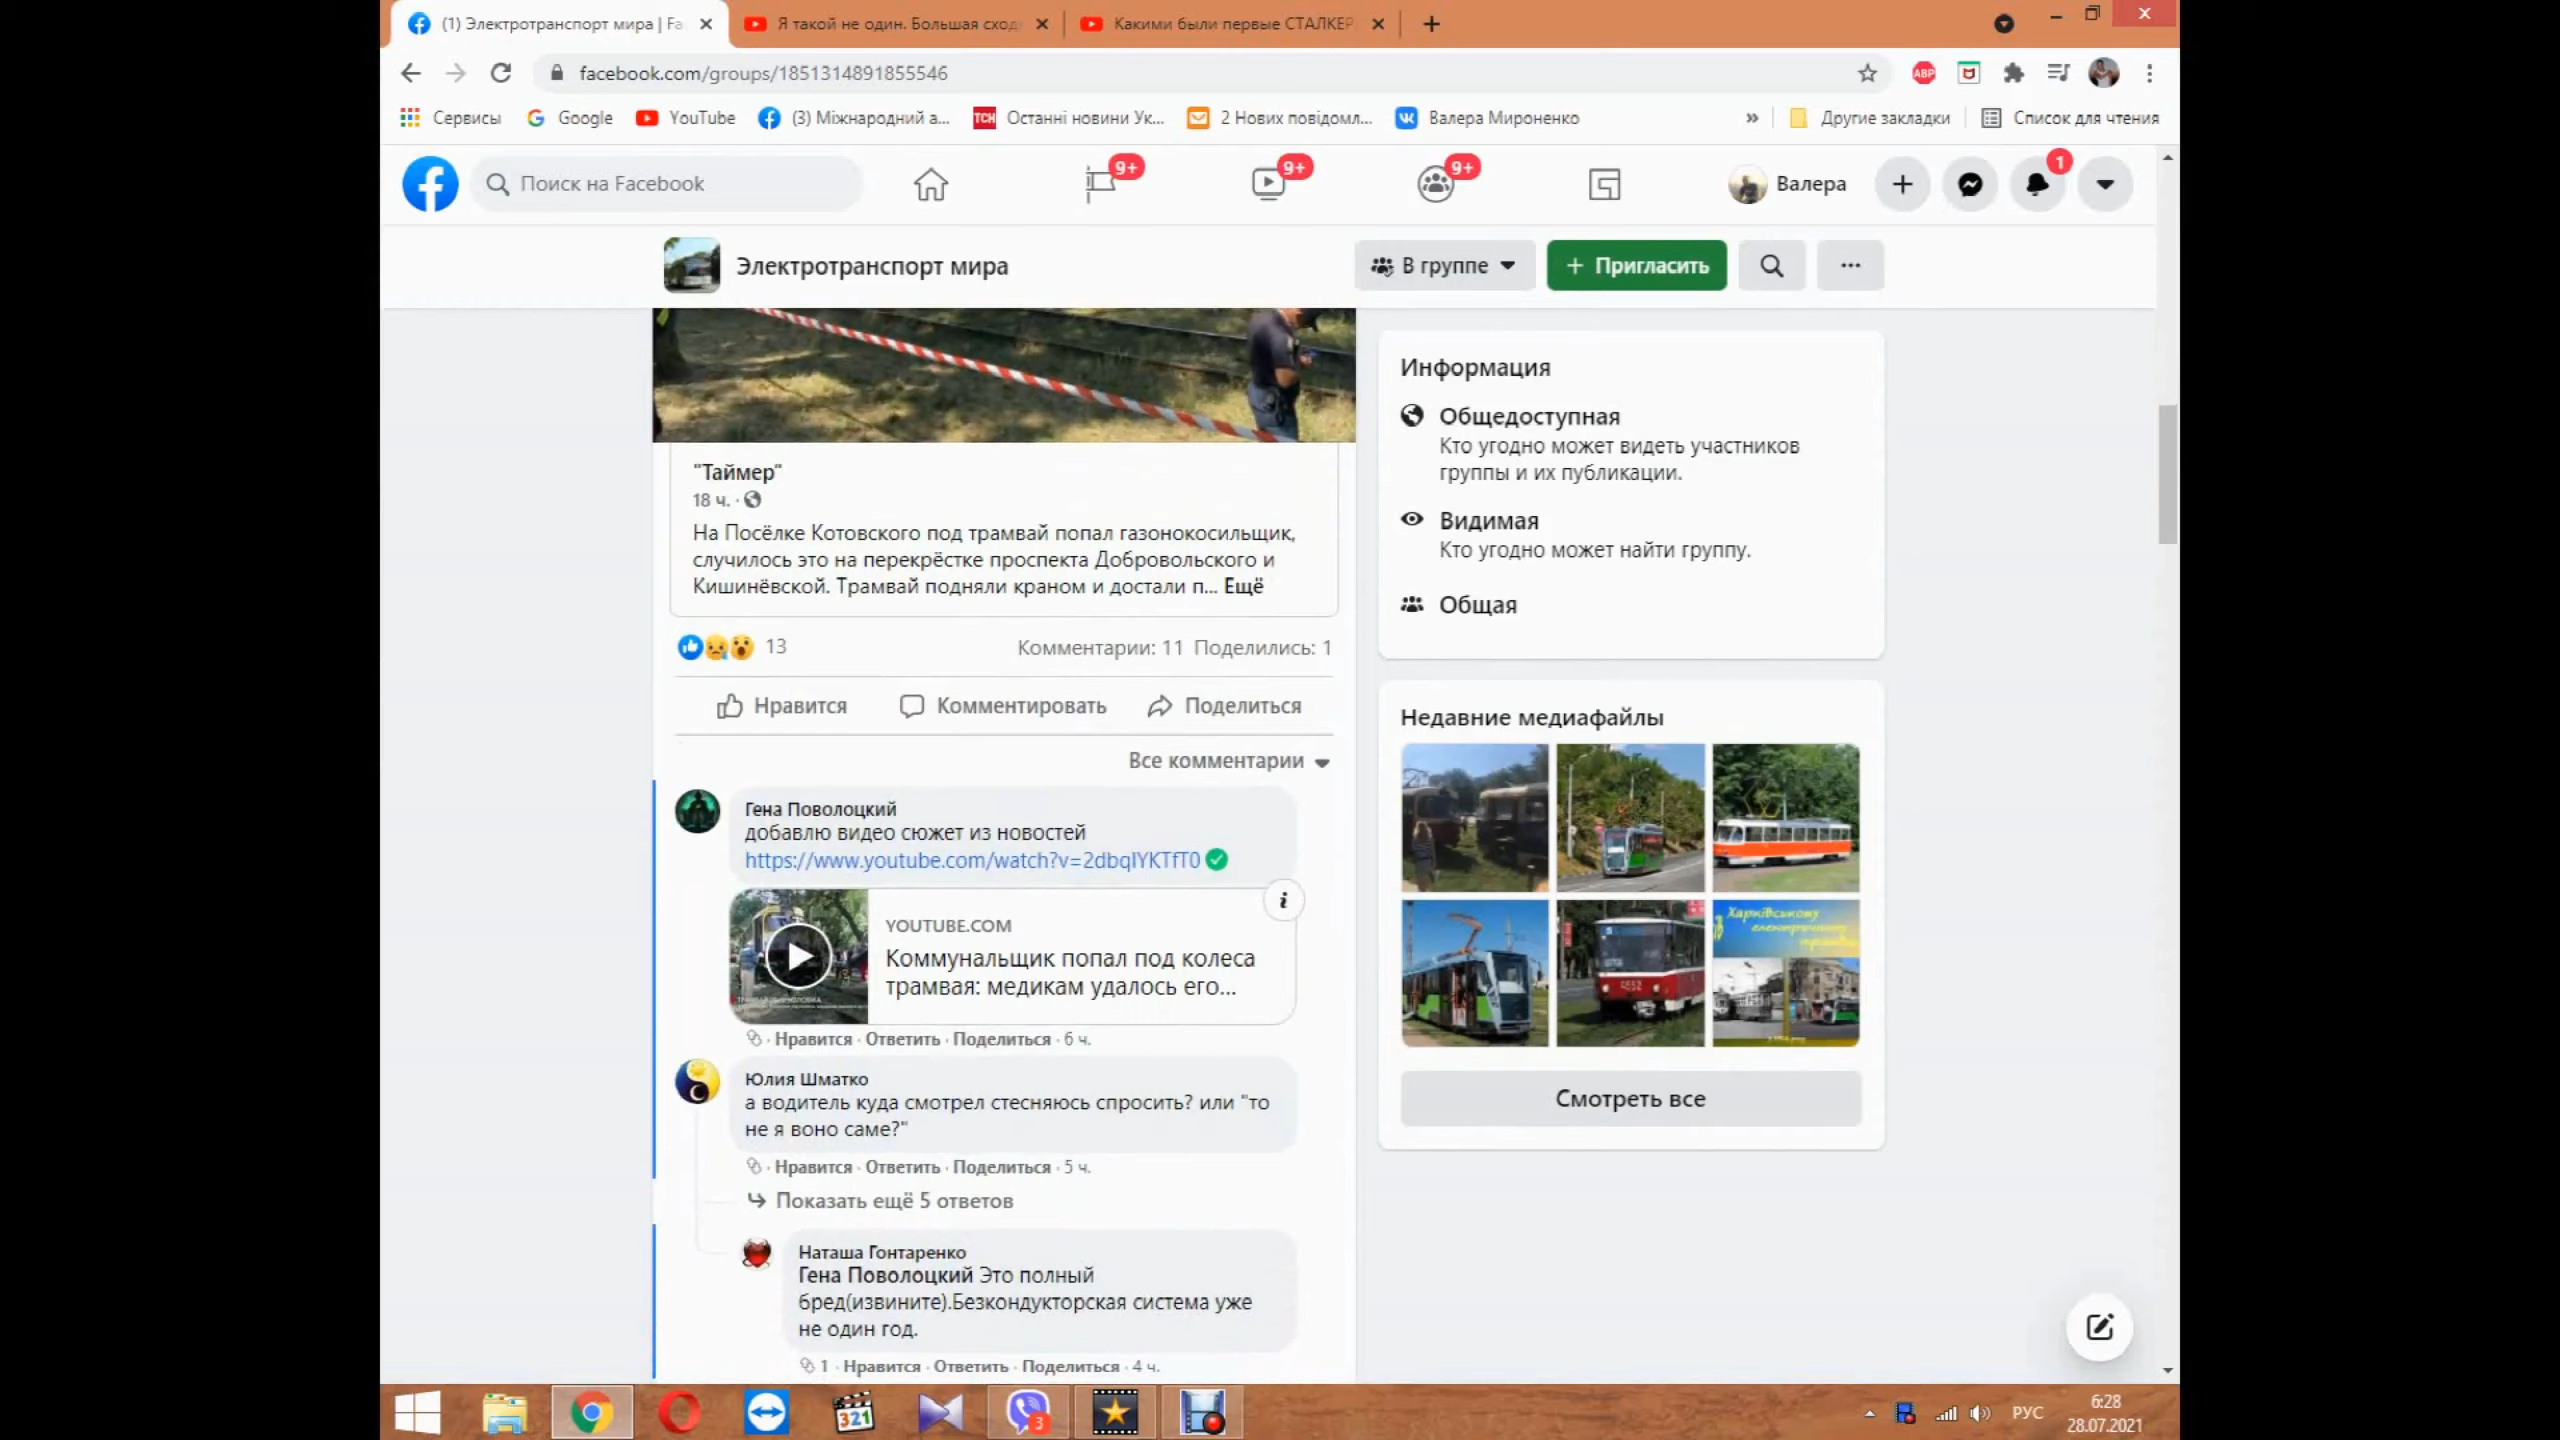 (1) Электротранспорт мира | Fa
Я такой не один. Большая сход
Какими были первые СТАЛКЕР
facebook.com/groups/1851314891855546
ABP
Сервисы
Google
YouTube
(3) Міжнародний а...
ТСН
Останні новини Ук...
2 Нових повідомл...
Валера Мироненко
»
Другие закладки
Список для чтения
Поиск на Facebook
9+
9+
9+
Валера
1
Электротранспорт мира
В группе
+ Пригласить
...
"Таймер"
18 ч. ·
На Посёлке Котовского под трамвай попал газонокосильщик,
случилось это на перекрёстке проспекта Добровольского и
Кишинёвской. Трамвай подняли краном и достали п... Ещё
13
Комментарии: 11 Поделились: 1
Нравится
Комментировать
Поделиться
Все комментарии
Гена Поволоцкий
добавлю видео сюжет из новостей
https://www.youtube.com/watch?v=2dbqIYKTfT0
YOUTUBE.COM
Коммунальщик попал под колеса
трамвая: медикам удалось его...
· Нравится · Ответить · Поделиться · 6 ч.
Юлия Шматко
а водитель куда смотрел стесняюсь спросить? или "то
не я воно саме?"
· Нравится · Ответить · Поделиться · 5 ч.
Показать ещё 5 ответов
Наташа Гонтаренко
Гена Поволоцкий Это полный
бред(извините).Безкондукторская система уже
не один год.
1 · Нравится · Ответить · Поделиться · 4 ч.
Информация
Общедоступная
Кто угодно может видеть участников
группы и их публикации.
Видимая
Кто угодно может найти группу.
Общая
Недавние медиафайлы
Харківському
Смотреть все
321
3
РУС
6:28
28.07.2021